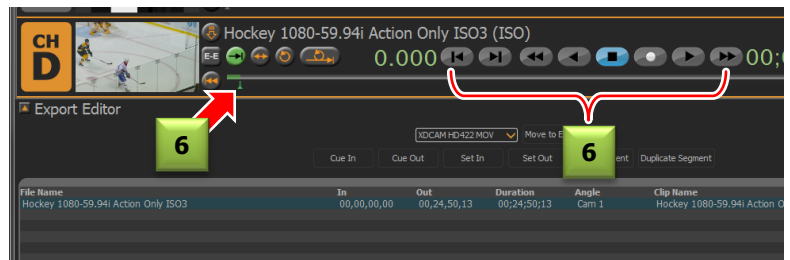 CH
D
Hockey 1080-59.94i Action Only ISO3 (ISO)
E-E
0.000
00;
Export Editor
6
6
XDCAM HD422 MOV
Move to E
Cue In
Cue Out
Set In
Set Out
ent
Duplicate Segment
File Name In Out Duration Angle Clip Name
Hockey 1080-59.94i Action Only ISO3 00,00,00,00 00,24,50,13 00;24;50;13 Cam 1 Hockey 1080-59.94i Action O